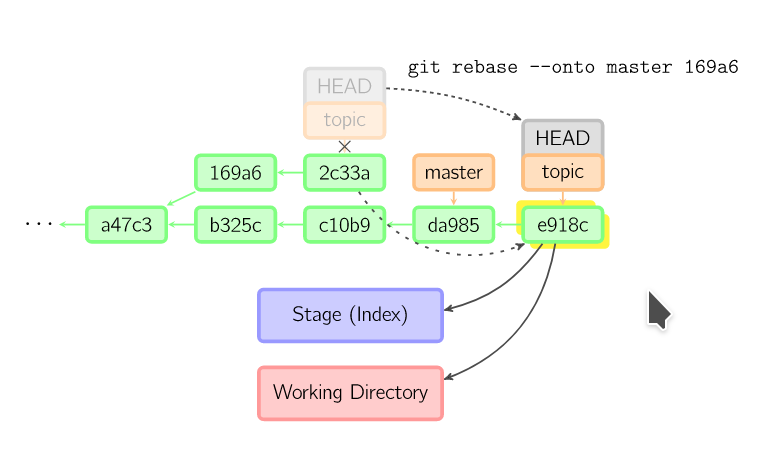 git rebase --onto master 169a6
HEAD
topic
HEAD
169a6
2c33a
master
topic
...
a47c3
b325c
c10b9
da985
e918c
Stage (Index)
Working Directory